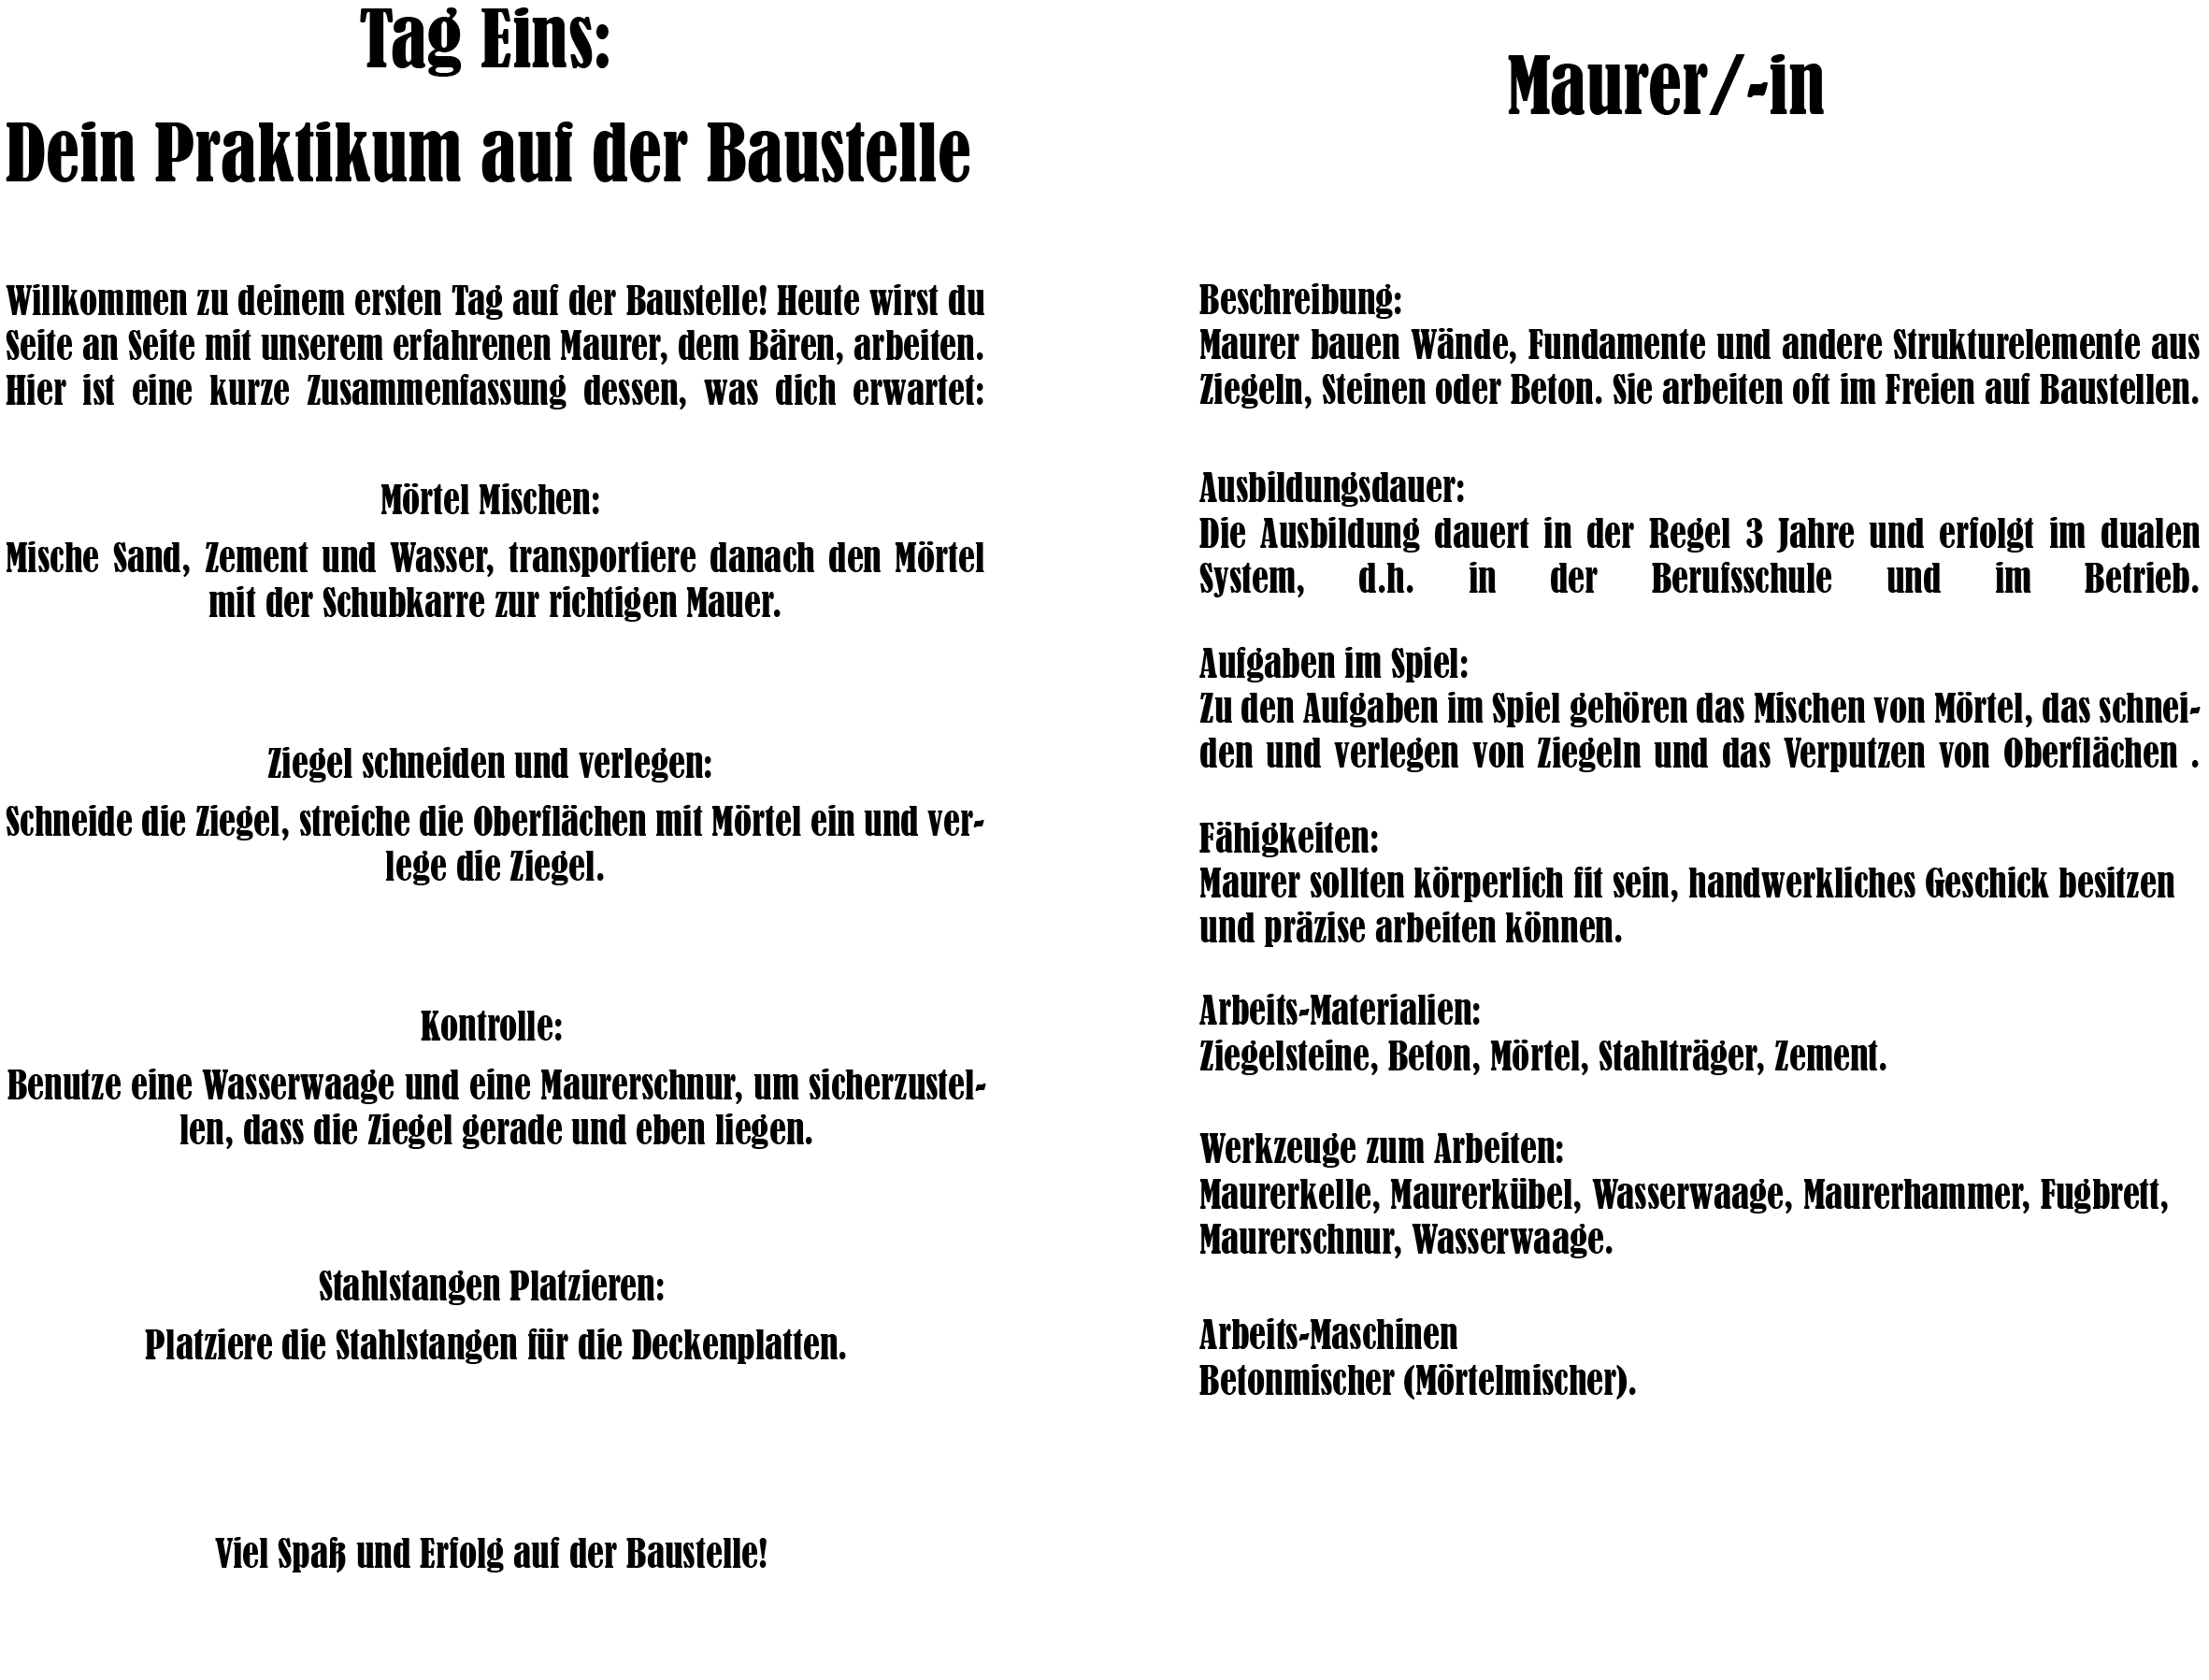 Tag Eins:
Dein Praktikum auf der Baustelle
Willkommen zu deinem ersten Tag auf der Baustelle! Heute wirst du
Seite an Seite mit unserem erfahrenen Maurer, dem Bären, arbeiten.
Hier ist eine kurze Zusammenfassung dessen, was dich erwartet:
Mörtel Mischen:
Mische Sand, Zement und Wasser, transportiere danach den Mörtel
mit der Schubkarre zur richtigen Mauer.
Ziegel schneiden und verlegen:
Schneide die Ziegel, streiche die Oberflächen mit Mörtel ein und ver-
lege die Ziegel.
Kontrolle:
Benutze eine Wasserwaage und eine Maurerschnur, um sicherzustel-
len, dass die Ziegel gerade und eben liegen.
Stahlstangen Platzieren:
Platziere die Stahlstangen für die Deckenplatten.
Viel Spaß und Erfolg auf der Baustelle!
Maurer/-in
Beschreibung:
Maurer bauen Wände, Fundamente und andere Strukturelemente aus
Ziegeln, Steinen oder Beton. Sie arbeiten oft im Freien auf Baustellen.
Ausbildungsdauer:
Die Ausbildung dauert in der Regel 3 Jahre und erfolgt im dualen
System, d.h. in der Berufsschule und im Betrieb.
Aufgaben im Spiel:
Zu den Aufgaben im Spiel gehören das Mischen von Mörtel, das schnei-
den und verlegen von Ziegeln und das Verputzen von Oberflächen .
Fähigkeiten:
Maurer sollten körperlich fit sein, handwerkliches Geschick besitzen
und präzise arbeiten können.
Arbeits-Materialien:
Ziegelsteine, Beton, Mörtel, Stahlträger, Zement.
Werkzeuge zum Arbeiten:
Maurerkelle, Maurerkübel, Wasserwaage, Maurerhammer, Fugbrett,
Maurerschnur, Wasserwaage.
Arbeits-Maschinen
Betonmischer (Mörtelmischer).